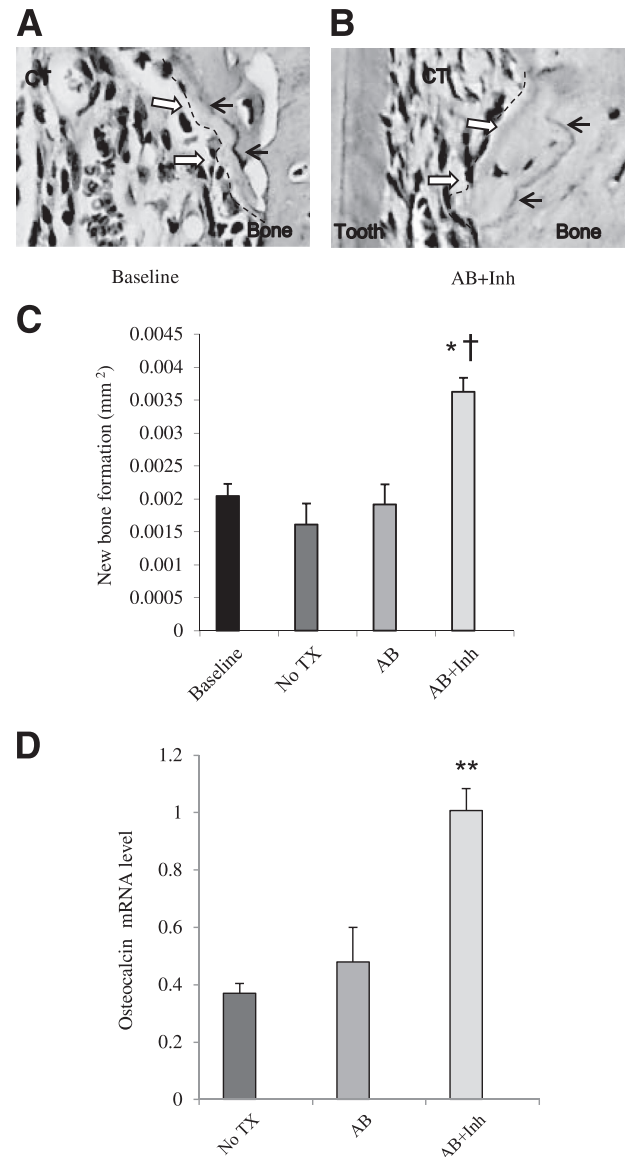 A
B
CT
Bone
CT
Tooth
Bone
Baseline
AB+Inh
C
New bone formation (mm 2)
0.0045
0.004
0.0035
0.003
0.0025
0.002
0.0015
0.001
0.0005
0
* †
Baseline
No TX
AB
AB+Inh
D
Osteocalcin mRNA level
1.2
1
0.8
0.6
0.4
0.2
0
**
No TX
AB
AB+Inh